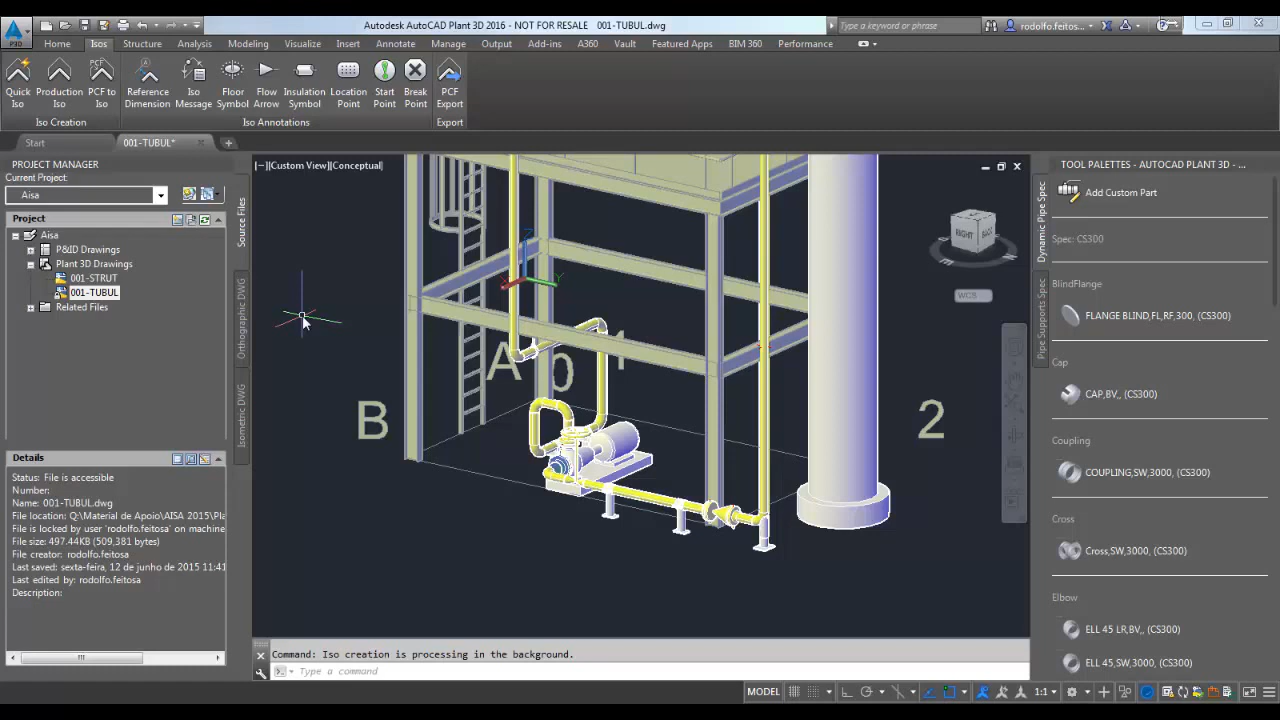 Autodesk AutoCAD Plant 3D 2016 - NOT FOR RESALE 001-TUBUL.dwg
Type a keyword or phrase
rodolfo.feitos...
P3D
Home Isos Structure Analysis Modeling Visualize Insert Annotate Manage Output Add-ins A360 Vault Featured Apps BIM 360 Performance
Quick Iso
Production Iso
PCF to Iso
Reference Dimension
Iso Message
Floor Symbol
Flow Arrow
Insulation Symbol
Location Point
Start Point
Break Point
PCF Export
Iso Creation
Iso Annotations
Export
Start
001-TUBUL*
PROJECT MANAGER
Current Project:
Aisa
Project
Aisa
P&ID Drawings
Plant 3D Drawings
001-STRUT
001-TUBUL
Related Files
Source Files
Orthographic DWG
Isometric DWG
Details
Status: File is accessible
Number:
Name: 001-TUBUL.dwg
File location: Q:\Material de Apoio\AISA 2015\Pla
File is locked by user 'rodolfo.feitosa' on machine
File size: 497.44KB (509,381 bytes)
File creator: rodolfo.feitosa
Last saved: sexta-feira, 12 de junho de 2015 11:41
Last edited by: rodolfo.feitosa
Description:
[−][Custom View][Conceptual]
RIGHT
BACK
WCS
Z
X
Y
A
0
1
B
2
Command: Iso creation is processing in the background.
Type a command
MODEL
1:1
TOOL PALETTES - AUTOCAD PLANT 3D - ...
Dynamic Pipe Spec
Pipe Supports Spec
Add Custom Part
Spec: CS300
BlindFlange
FLANGE BLIND,FL,RF,300, (CS300)
Cap
CAP,BV,, (CS300)
Coupling
COUPLING,SW,3000, (CS300)
Cross
Cross,SW,3000, (CS300)
Elbow
ELL 45 LR,BV,, (CS300)
ELL 45,SW,3000, (CS300)